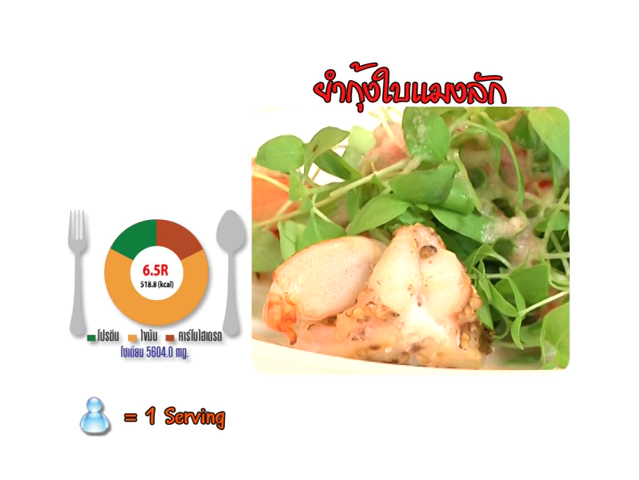 ยำกุ้งใบแมงลัก
6.5R
518.8 (kcal)
โปรตีน ไขมัน คาร์โบไฮเดรต
โซเดียม 5604.0 mg.
= 1 Serving